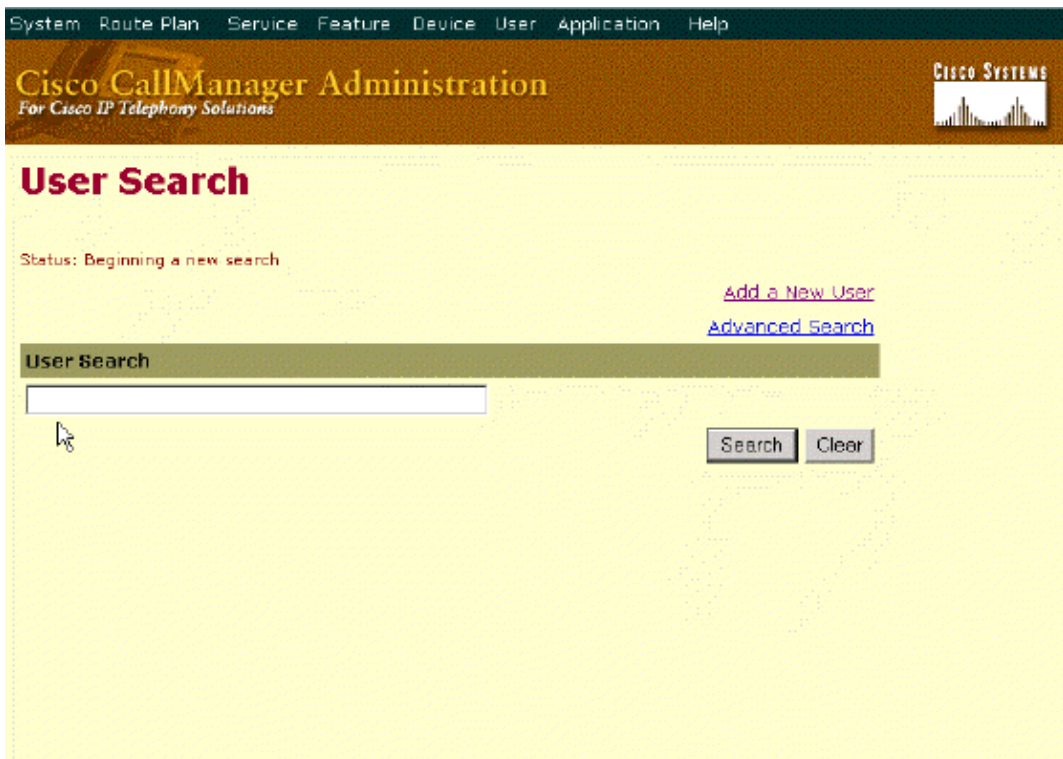 System Route Plan Service Feature Device User Application Help
Cisco CallManager Administration
For Cisco IP Telephony Solutions
CISCO SYSTEMS
User Search
Status: Beginning a new search
Add a New User
Advanced Search
User Search
Search Clear